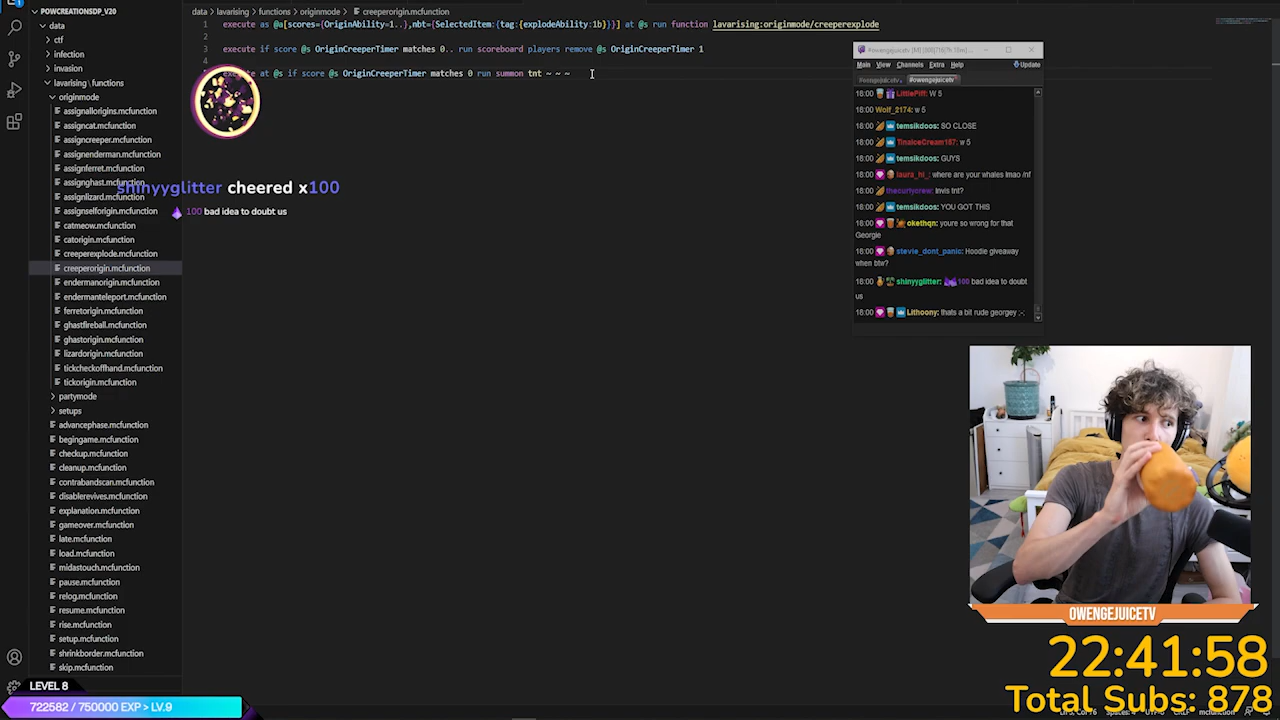 POWCREATIONSDP_V20
data
ctf
infection
invasion
lavarising \ functions
originmode
assignallorigins.mcfunction
assigncat.mcfunction
assigncreeper.mcfunction
assignenderman.mcfunction
assignferret.mcfunction
assignghast.mcfunction
assignlizard.mcfunction
assignselforigin.mcfunction
catmeow.mcfunction
catorigin.mcfunction
creeperexplode.mcfunction
creeperorigin.mcfunction
endermanorigin.mcfunction
endermanteleport.mcfunction
ferretorigin.mcfunction
ghastfireball.mcfunction
ghastorigin.mcfunction
lizardorigin.mcfunction
tickcheckoffhand.mcfunction
tickorigin.mcfunction
partymode
setups
advancephase.mcfunction
begingame.mcfunction
checkup.mcfunction
cleanup.mcfunction
contrabandscan.mcfunction
disablerevives.mcfunction
explanation.mcfunction
gameover.mcfunction
late.mcfunction
load.mcfunction
midastouch.mcfunction
pause.mcfunction
relog.mcfunction
resume.mcfunction
rise.mcfunction
setup.mcfunction
shrinkborder.mcfunction
skip.mcfunction
LEVEL 8
722582 / 750000 EXP > LV.9
data > lavarising > functions > originmode > creeperorigin.mcfunction
1 execute as @a[scores={OriginAbility=1..},nbt={SelectedItem:{tag:{explodeAbility:1b}}}] at @s run function lavarising:originmode/creeperexplode
2
3 execute if score @s OriginCreeperTimer matches 0.. run scoreboard players remove @s OriginCreeperTimer 1
4
execute at @s if score @s OriginCreeperTimer matches 0 run summon tnt ~ ~ ~
shinyyglitter cheered x100
100 bad idea to doubt us
Main View Channels Extra Help Update
#owengejuicetv
18:00 LittlePiff: W 5
18:00 Wolf_2174: w 5
18:00 temsikdoos: SO CLOSE
18:00 TinaIceCream187: w 5
18:00 temsikdoos: GUYS
18:00 laura_hi_: where are your whales lmao /nf
18:00 thecurlycrew: invis tnt?
18:00 temsikdoos: YOU GOT THIS
18:00 okethqn: youre so wrong for that
Georgie
18:00 stevie_dont_panic: Hoodie giveaway
when btw?
18:00 shinyyglitter: 100 bad idea to doubt
us
18:00 Lithoony: thats a bit rude georgey
OWENGEJUICETV
22:41:58
Total Subs: 878